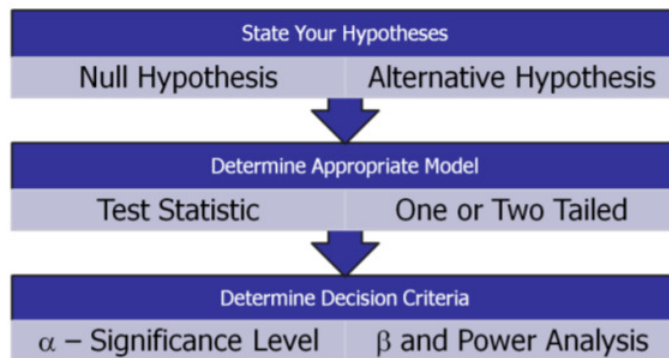 State Your Hypotheses
Null Hypothesis Alternative Hypothesis
Determine Appropriate Model
Test Statistic One or Two Tailed
Determine Decision Criteria
α – Significance Level β and Power Analysis